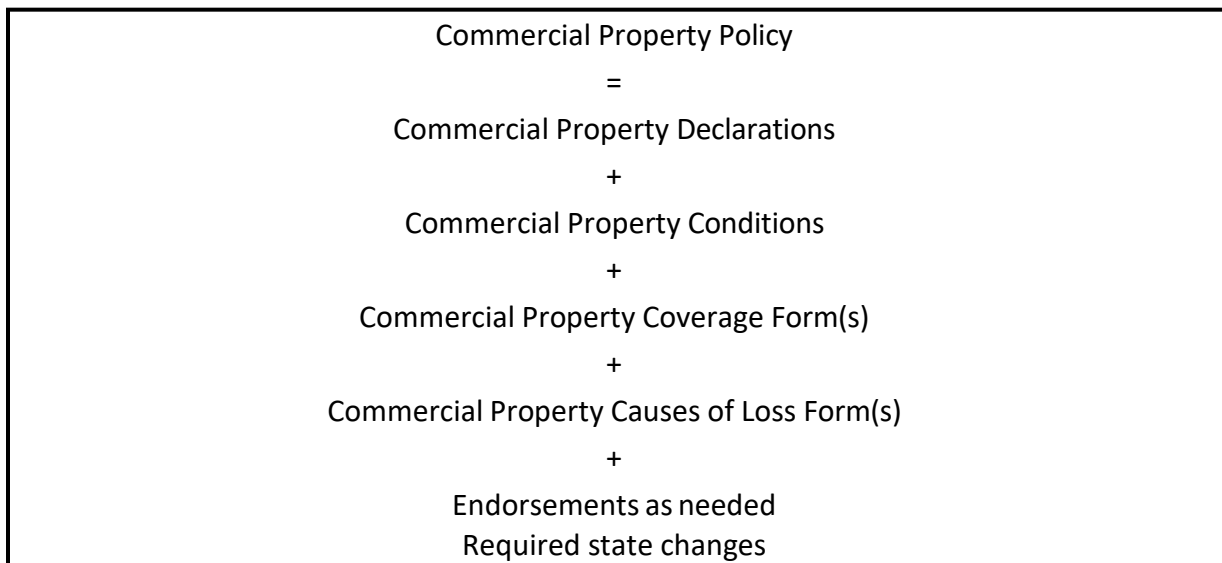 Commercial Property Policy
=
Commercial Property Declarations
+
Commercial Property Conditions
+
Commercial Property Coverage Form(s)
+
Commercial Property Causes of Loss Form(s)
+
Endorsements as needed
Required state changes